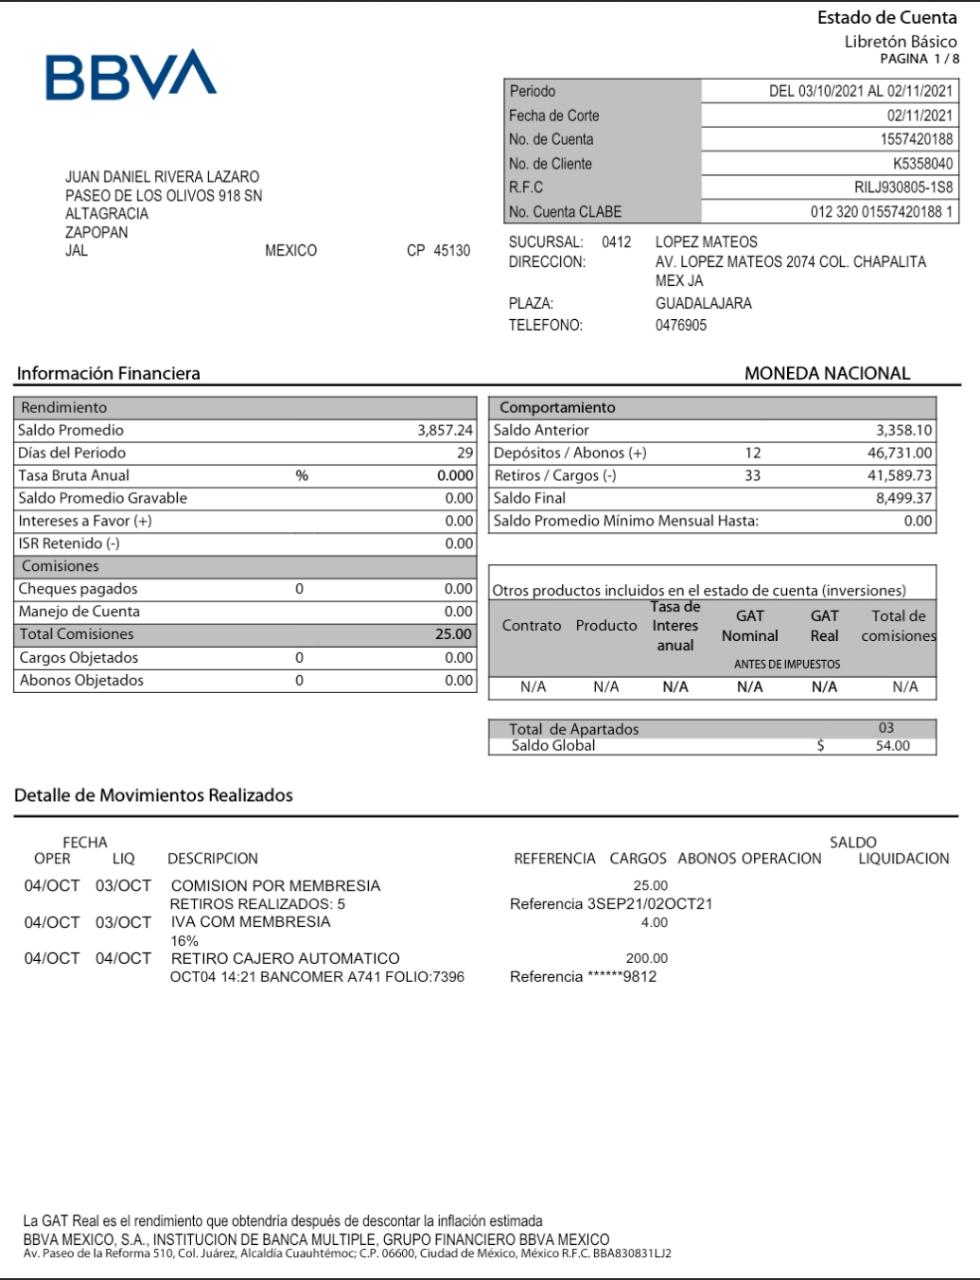 Estado de Cuenta
Libretón Básico
PAGINA 1 / 8
BBVA
Periodo DEL 03/10/2021 AL 02/11/2021
Fecha de Corte 02/11/2021
No. de Cuenta 1557420188
No. de Cliente K5358040
R.F.C RILJ930805-1S8
No. Cuenta CLABE 012 320 01557420188 1
JUAN DANIEL RIVERA LAZARO
PASEO DE LOS OLIVOS 918 SN
ALTAGRACIA
ZAPOPAN
JAL MEXICO CP 45130
SUCURSAL: 0412 LOPEZ MATEOS
DIRECCION: AV. LOPEZ MATEOS 2074 COL. CHAPALITA
MEX JA
PLAZA: GUADALAJARA
TELEFONO: 0476905
Información Financiera MONEDA NACIONAL
Rendimiento
Saldo Promedio 3,857.24
Días del Periodo 29
Tasa Bruta Anual % 0.000
Saldo Promedio Gravable 0.00
Intereses a Favor (+) 0.00
ISR Retenido (-) 0.00
Comisiones
Cheques pagados 0 0.00
Manejo de Cuenta 0.00
Total Comisiones 25.00
Cargos Objetados 0 0.00
Abonos Objetados 0 0.00
Comportamiento
Saldo Anterior 3,358.10
Depósitos / Abonos (+) 12 46,731.00
Retiros / Cargos (-) 33 41,589.73
Saldo Final 8,499.37
Saldo Promedio Mínimo Mensual Hasta: 0.00
Otros productos incluidos en el estado de cuenta (inversiones)
Contrato Producto Tasa de Interes anual GAT Nominal GAT Real Total de comisiones
ANTES DE IMPUESTOS
N/A N/A N/A N/A N/A N/A
Total de Apartados 03
Saldo Global $ 54.00
Detalle de Movimientos Realizados
FECHA SALDO
OPER LIQ DESCRIPCION REFERENCIA CARGOS ABONOS OPERACION LIQUIDACION
04/OCT 03/OCT COMISION POR MEMBRESIA 25.00
RETIROS REALIZADOS: 5 Referencia 3SEP21/02OCT21
04/OCT 03/OCT IVA COM MEMBRESIA 4.00
16%
04/OCT 04/OCT RETIRO CAJERO AUTOMATICO 200.00
OCT04 14:21 BANCOMER A741 FOLIO:7396 Referencia ******9812
La GAT Real es el rendimiento que obtendría después de descontar la inflación estimada
BBVA MEXICO, S.A., INSTITUCION DE BANCA MULTIPLE, GRUPO FINANCIERO BBVA MEXICO
Av. Paseo de la Reforma 510, Col. Juárez, Alcaldía Cuauhtémoc; C.P. 06600, Ciudad de México, México R.F.C. BBA830831LJ2